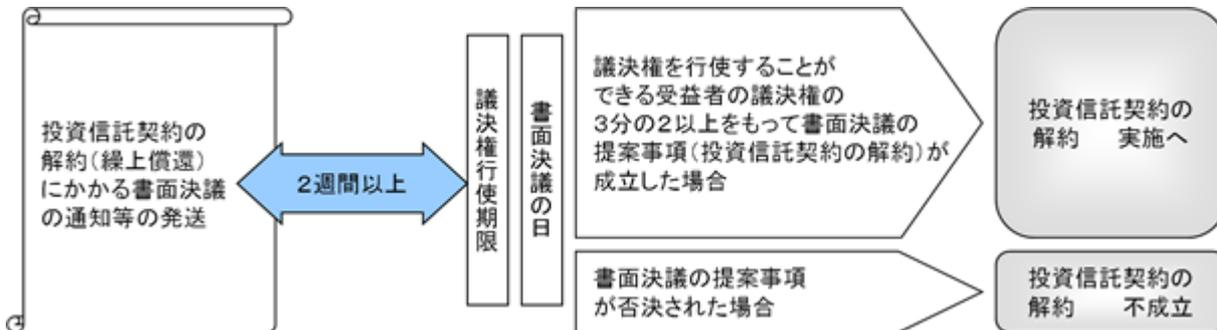 投資信託契約の
解約(繰上償還)
にかかる書面決議
の通知等の発送
2週間以上
議決権行使期限
書面決議の日
議決権を行使することが
できる受益者の議決権の
3分の2以上をもって書面決議の
提案事項(投資信託契約の解約)が
成立した場合
投資信託契約の
解約　実施へ
書面決議の提案事項
が否決された場合
投資信託契約の
解約　不成立